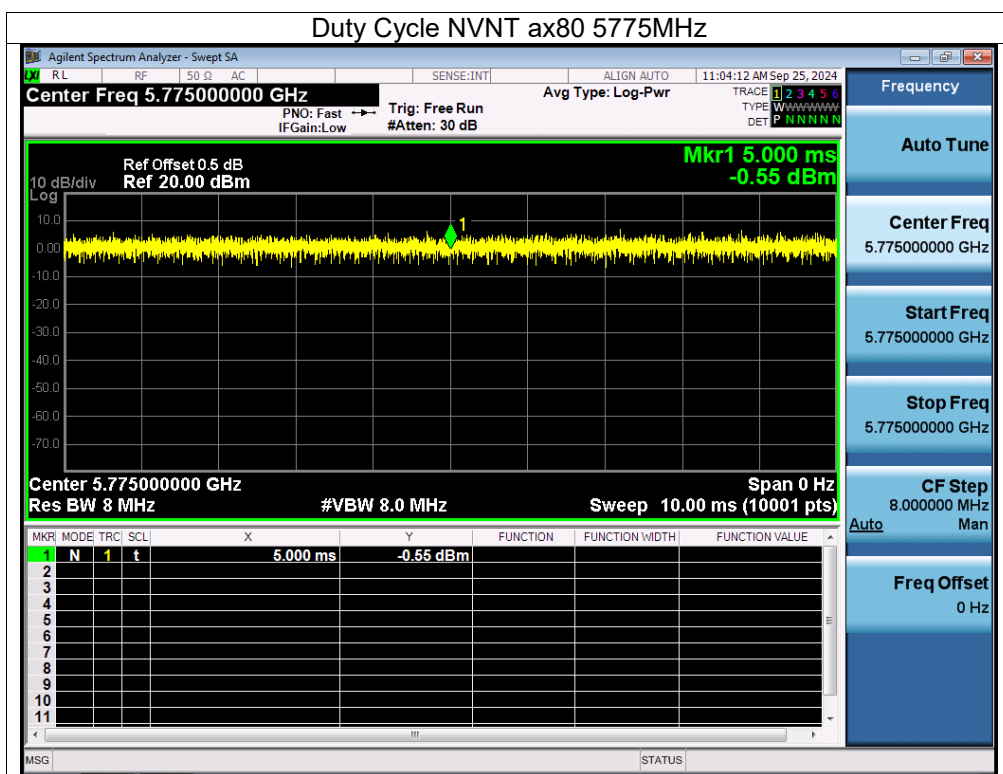 Duty Cycle NVNT ax80 5775MHz
Agilent Spectrum Analyzer - Swept SA
LXI RL RF 50 Ω AC SENSE:INT ALIGN AUTO 11:04:12 AM Sep 25, 2024
Center Freq 5.775000000 GHz
PNO: Fast
IFGain:Low
Trig: Free Run
#Atten: 30 dB
Avg Type: Log-Pwr
TRACE 1 2 3 4 5 6
TYPE WWWWWW
DET P N N N N N
Ref Offset 0.5 dB
10 dB/div Ref 20.00 dBm
Log
Mkr1 5.000 ms
-0.55 dBm
10.0
0.00
-10.0
-20.0
-30.0
-40.0
-50.0
-60.0
-70.0
1
Center 5.775000000 GHz Span 0 Hz
Res BW 8 MHz #VBW 8.0 MHz Sweep 10.00 ms (10001 pts)
MKR MODE TRC SCL X Y FUNCTION FUNCTION WIDTH FUNCTION VALUE
1 N 1 t 5.000 ms -0.55 dBm
2
3
4
5
6
7
8
9
10
11
MSG STATUS
Frequency
Auto Tune
Center Freq
5.775000000 GHz
Start Freq
5.775000000 GHz
Stop Freq
5.775000000 GHz
CF Step
8.000000 MHz
Auto Man
Freq Offset
0 Hz